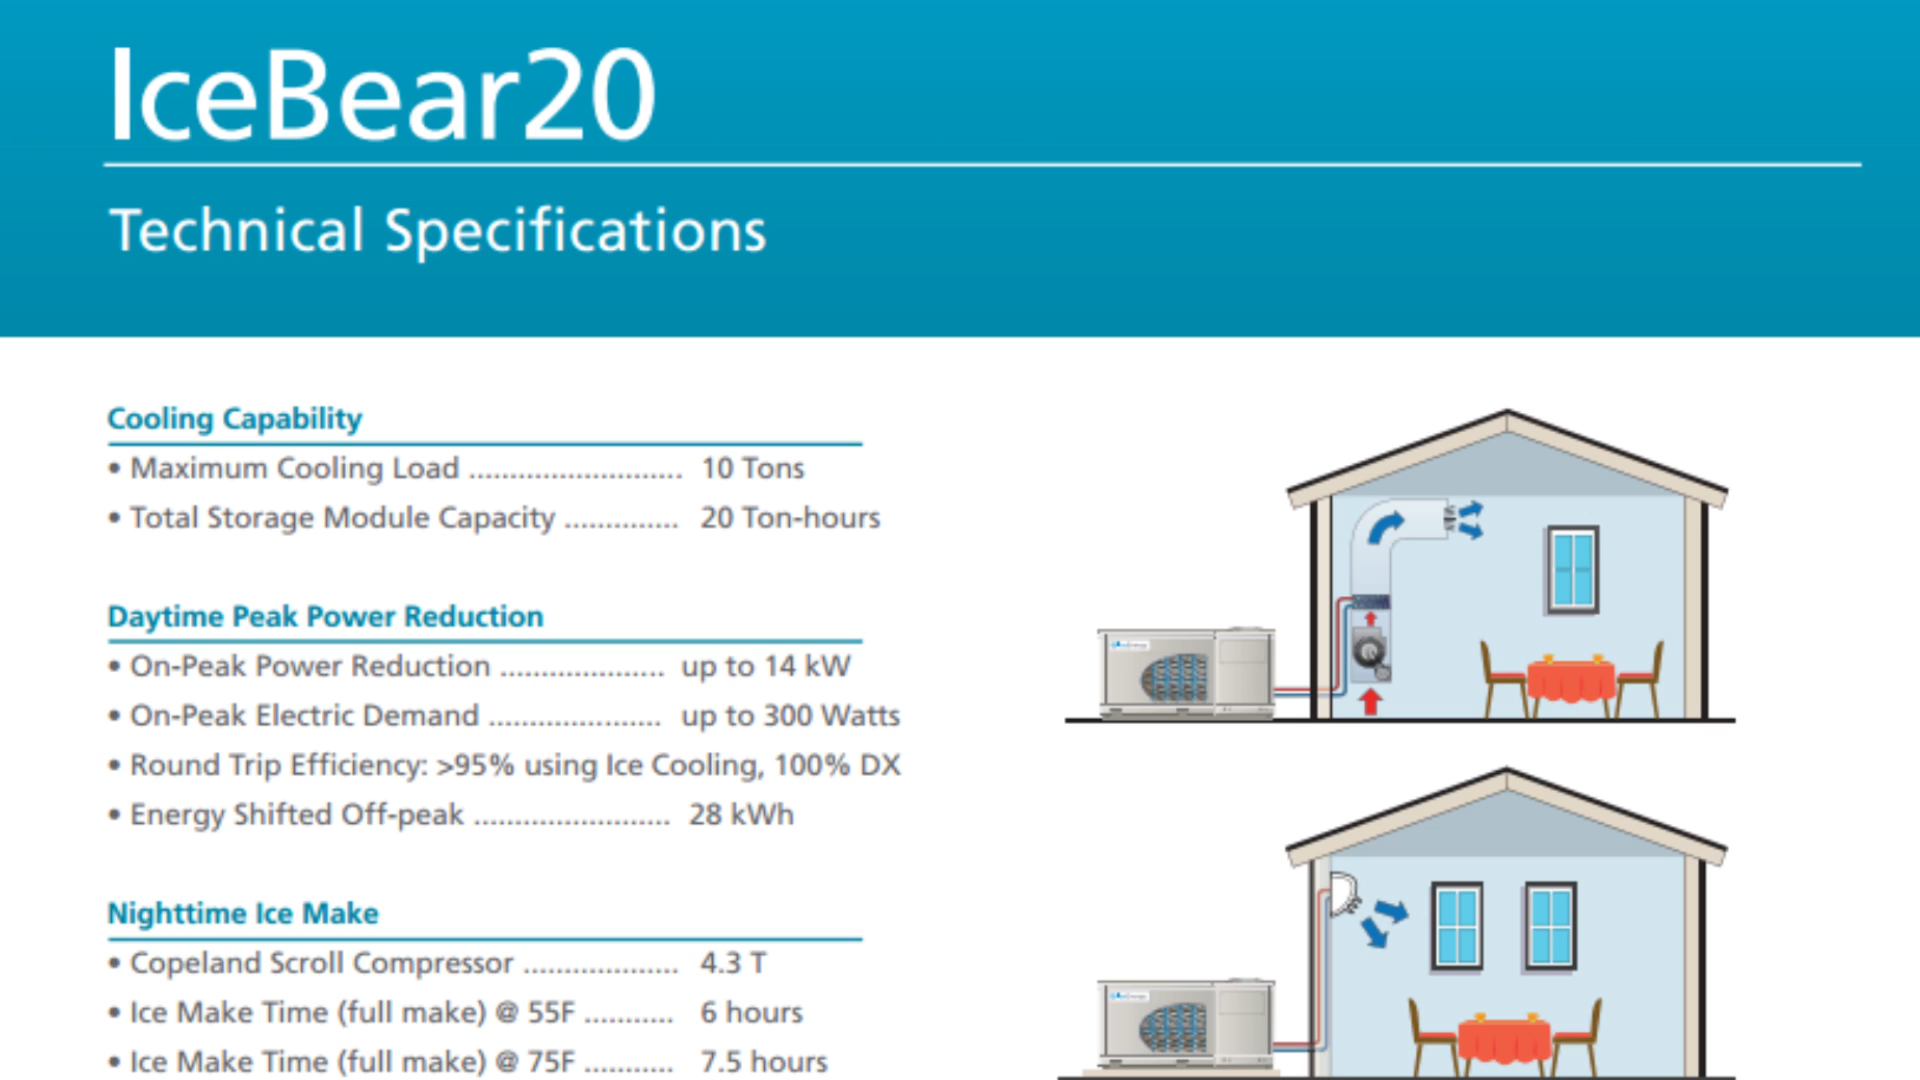 IceBear20
Technical Specifications
Cooling Capability
• Maximum Cooling Load .......................... 10 Tons
• Total Storage Module Capacity .............. 20 Ton-hours
Daytime Peak Power Reduction
• On-Peak Power Reduction .................... up to 14 kW
• On-Peak Electric Demand ..................... up to 300 Watts
• Round Trip Efficiency: >95% using Ice Cooling, 100% DX
• Energy Shifted Off-peak ........................ 28 kWh
Nighttime Ice Make
• Copeland Scroll Compressor ................... 4.3 T
• Ice Make Time (full make) @ 55F ........... 6 hours
• Ice Make Time (full make) @ 75F ........... 7.5 hours